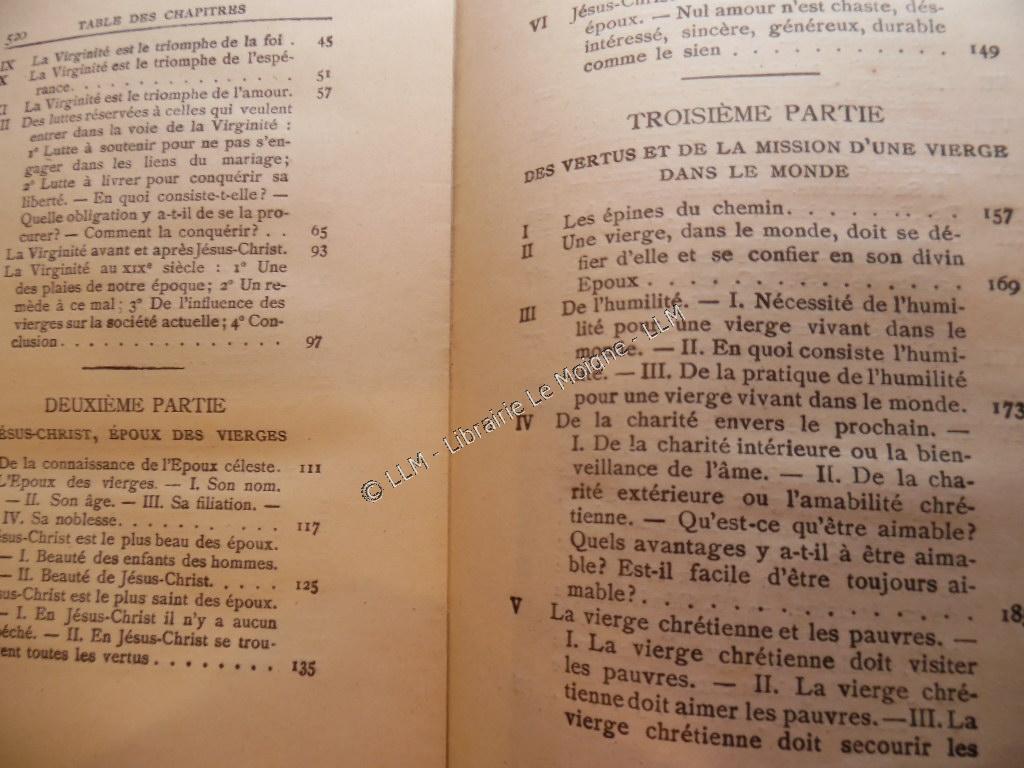 520 TABLE DES CHAPITRES
IX La Virginité est le triomphe de la foi . 45
X La Virginité est le triomphe de l'espé-
rance. . . . . . . . . . . . . . 51
XI La Virginité est le triomphe de l'amour. 57
II Des luttes réservées à celles qui veulent
entrer dans la voie de la Virginité :
1° Lutte à soutenir pour ne pas s'en-
gager dans les liens du mariage;
2° Lutte à livrer pour conquérir sa
liberté. — En quoi consiste-t-elle? —
Quelle obligation y a-t-il de se la pro-
curer? — Comment la conquérir? . . 65
La Virginité avant et après Jésus-Christ. 93
La Virginité au XIXe siècle : 1° Une
des plaies de notre époque; 2° Un re-
mède à ce mal; 3° De l'influence des
vierges sur la société actuelle; 4° Con-
clusion . . . . . . . . . . . . . . . 97
DEUXIÈME PARTIE
JÉSUS-CHRIST, ÉPOUX DES VIERGES
De la connaissance de l'Epoux céleste. 111
L'Epoux des vierges. — I. Son nom.
— II. Son âge. — III. Sa filiation. —
IV. Sa noblesse. . . . . . . . . . 117
Jésus-Christ est le plus beau des époux.
— I. Beauté des enfants des hommes.
— II. Beauté de Jésus-Christ. . . . . 125
Jésus-Christ est le plus saint des époux.
— I. En Jésus-Christ il n'y a aucun
péché. — II. En Jésus-Christ se trou-
vent toutes les vertus . . . . . . . . 135
VI Jésus-Christ
époux. — Nul amour n'est chaste, dés-
intéressé, sincère, généreux, durable
comme le sien . . . . . . . . . . . 149
TROISIÈME PARTIE
DES VERTUS ET DE LA MISSION D'UNE VIERGE
DANS LE MONDE
I Les épines du chemin. . . . . . . . . 157
II Une vierge, dans le monde, doit se dé-
fier d'elle et se confier en son divin
Epoux . . . . . . . . . . . . . . . 169
III De l'humilité. — I. Nécessité de l'humi-
lité pour une vierge vivant dans le
monde. — II. En quoi consiste l'humi-
lité. — III. De la pratique de l'humilité
pour une vierge vivant dans le monde. 173
IV De la charité envers le prochain. —
I. De la charité intérieure ou la bien-
veillance de l'âme. — II. De la cha-
rité extérieure ou l'amabilité chré-
tienne. — Qu'est-ce qu'être aimable?
Quels avantages y a-t-il à être aima-
ble? Est-il facile d'être toujours ai-
mable? . . . . . . . . . . . . . . . 18
V La vierge chrétienne et les pauvres. —
I. La vierge chrétienne doit visiter
les pauvres. — II. La vierge chré-
tienne doit aimer les pauvres. — III. La
vierge chrétienne doit secourir les
© LLM - Librairie Le Moigne - LLM